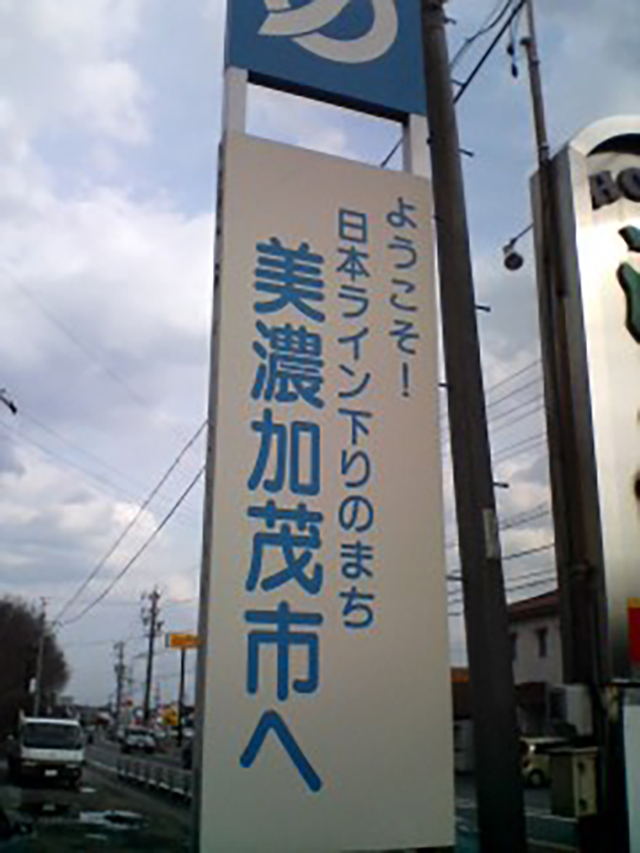 ようこそ!
日本ライン下りのまち
美濃加茂市へ
HO